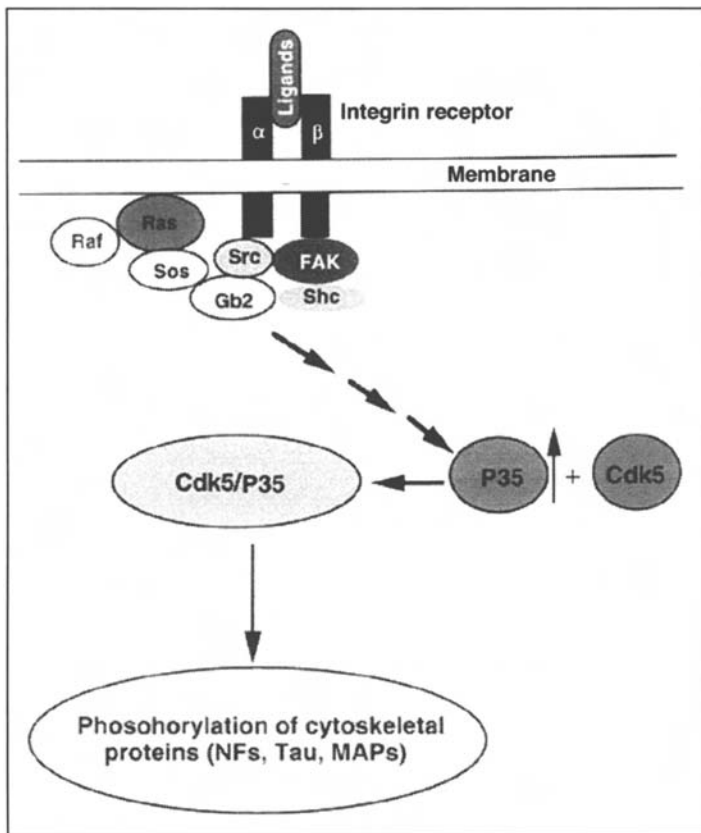 Ligands
α
β
Integrin receptor
Membrane
Ras
Raf
Sos
Src
FAK
Gb2
Shc
Cdk5/P35
P35
+
Cdk5
Phosohorylation of cytoskeletal
proteins (NFs, Tau, MAPs)